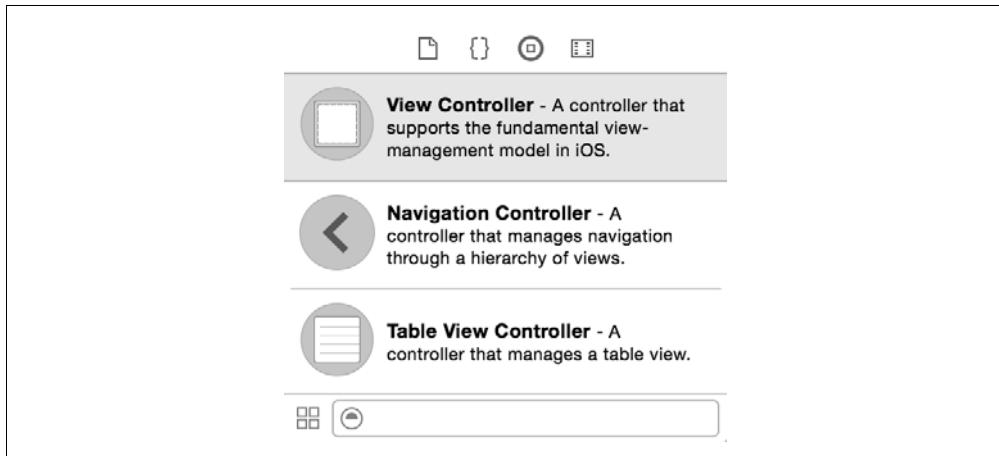 View Controller - A controller that
supports the fundamental view-
management model in iOS.
Navigation Controller - A
controller that manages navigation
through a hierarchy of views.
Table View Controller - A
controller that manages a table view.